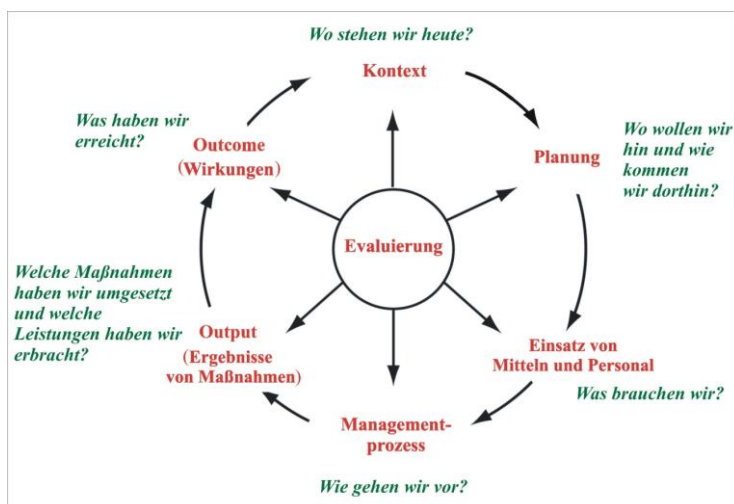 Wo stehen wir heute?
Kontext
Wo wollen wir
hin und wie
kommen
wir dorthin?
Planung
Einsatz von
Mitteln und Personal
Was brauchen wir?
Management-
prozess
Wie gehen wir vor?
Output
(Ergebnisse
von Maßnahmen)
Welche Maßnahmen
haben wir umgesetzt
und welche
Leistungen haben wir
erbracht?
Outcome
(Wirkungen)
Was haben wir
erreicht?
Evaluierung